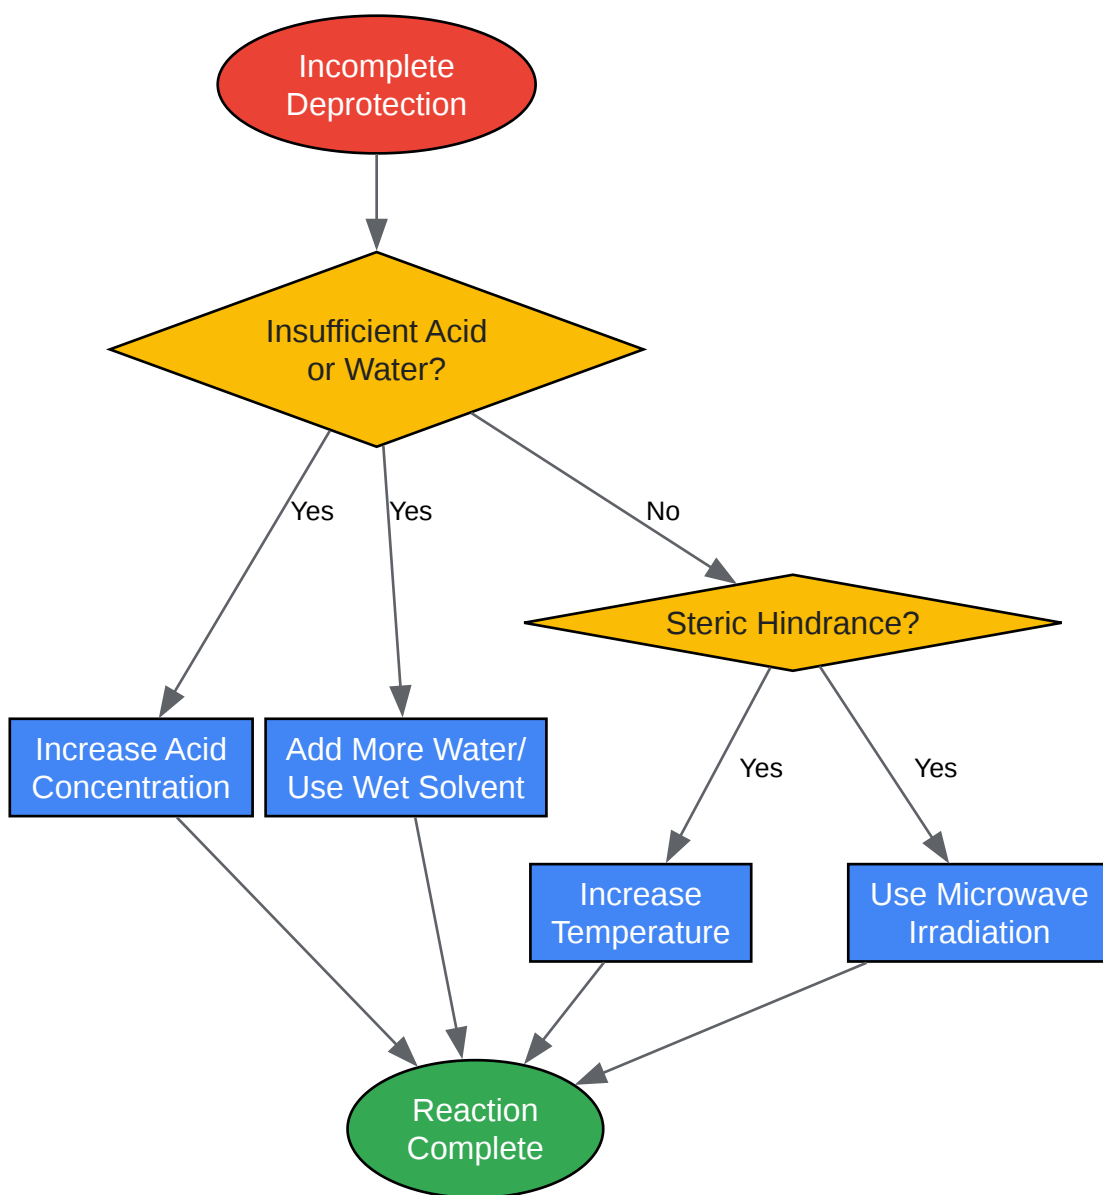 Incomplete
Deprotection
Insufficient Acid
or Water?
Yes
Yes
No
Steric Hindrance?
Increase Acid
Concentration
Add More Water/
Use Wet Solvent
Yes
Yes
Increase
Temperature
Use Microwave
Irradiation
Reaction
Complete